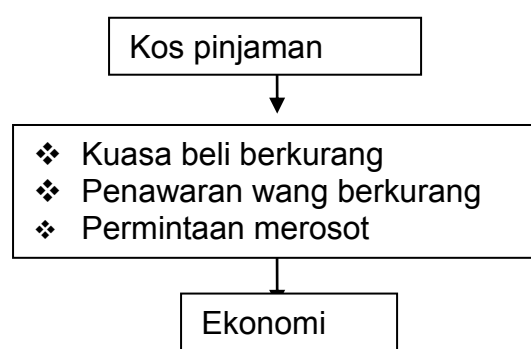 Kos pinjaman
❖ Kuasa beli berkurang
❖ Penawaran wang berkurang
❖ Permintaan merosot
Ekonomi